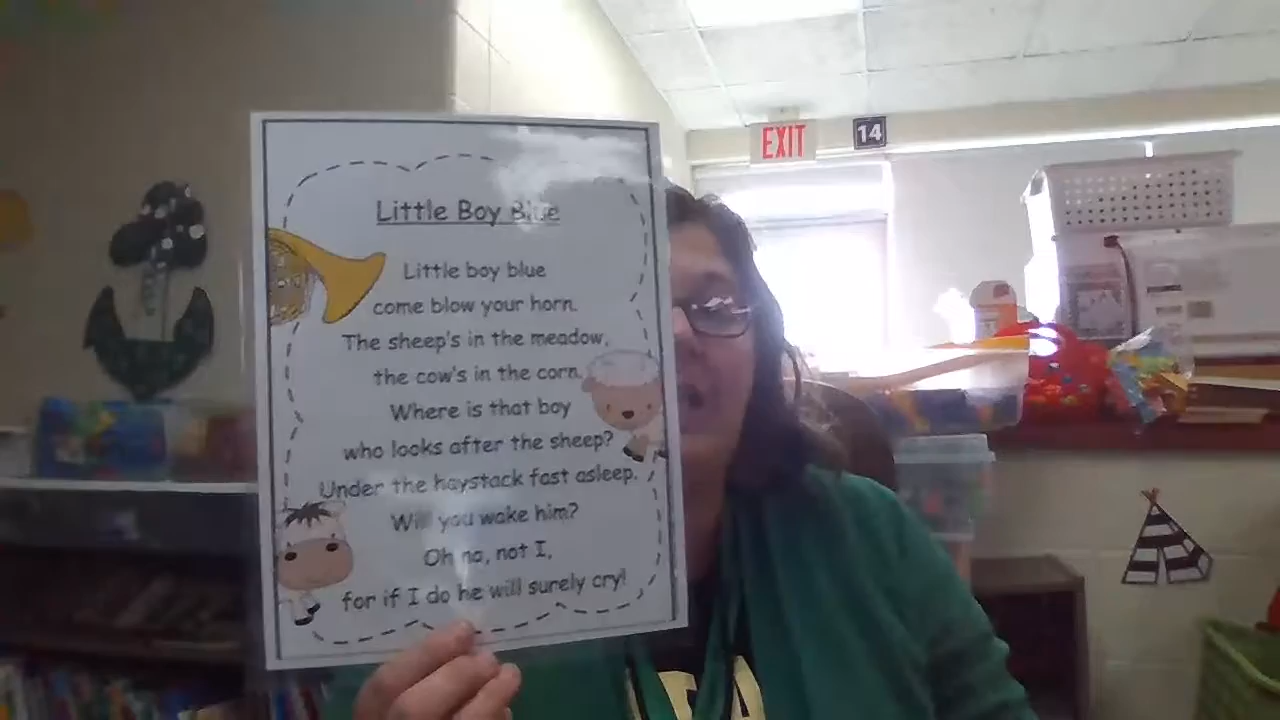 EXIT
14
Little Boy Blue
Little boy blue
come blow your horn.
The sheep's in the meadow,
the cow's in the corn.
Where is that boy
who looks after the sheep?
Under the haystack fast asleep.
Will you wake him?
Oh no, not I,
for if I do he will surely cry!